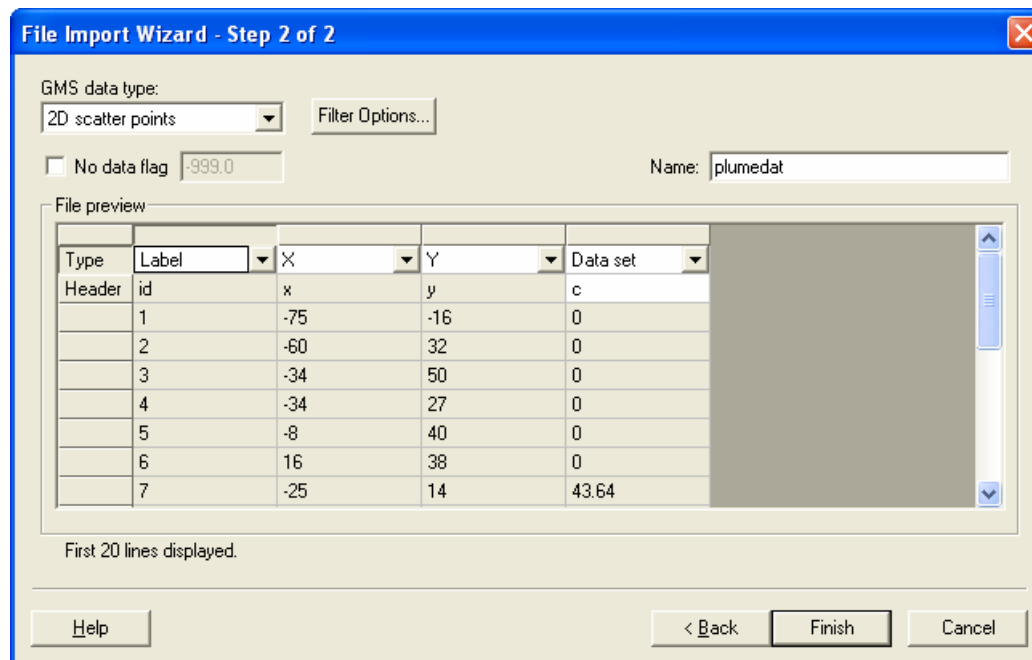 File Import Wizard - Step 2 of 2
GMS data type:
2D scatter points
Filter Options...
No data flag -999.0
Name: plumedat
File preview
Type Label X Y Data set
Header id x y c
1 -75 -16 0
2 -60 32 0
3 -34 50 0
4 -34 27 0
5 -8 40 0
6 16 38 0
7 -25 14 43.64
First 20 lines displayed.
Help < Back Finish Cancel